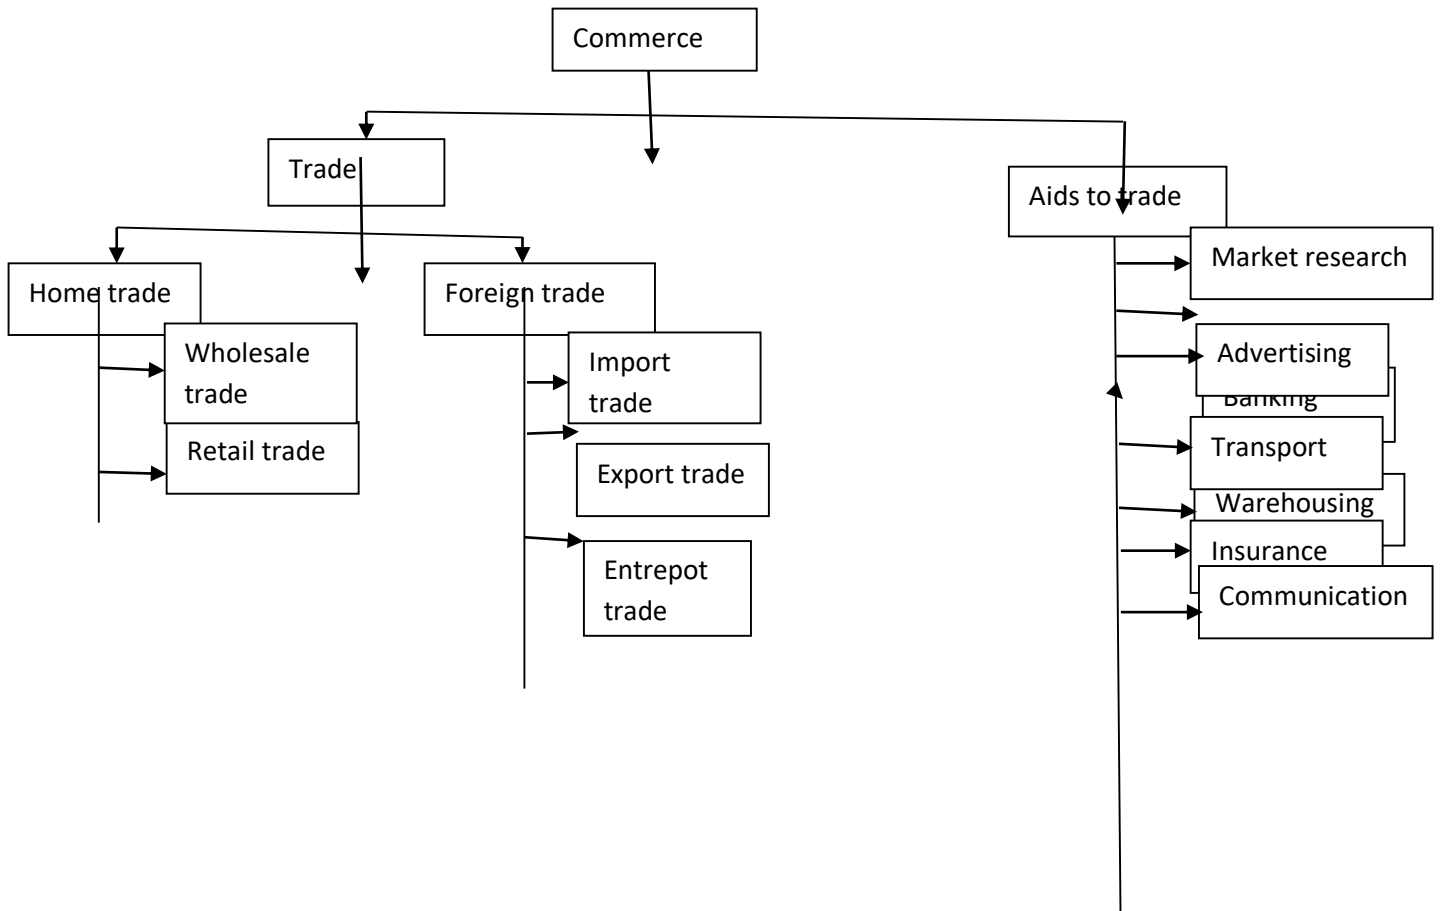 Commerce
Trade
Aids to trade
Home trade
Foreign trade
Market research
Wholesale
trade
Retail trade
Import
trade
Export trade
Entrepot
trade
Advertising
Banking
Transport
Warehousing
Insurance
Communication